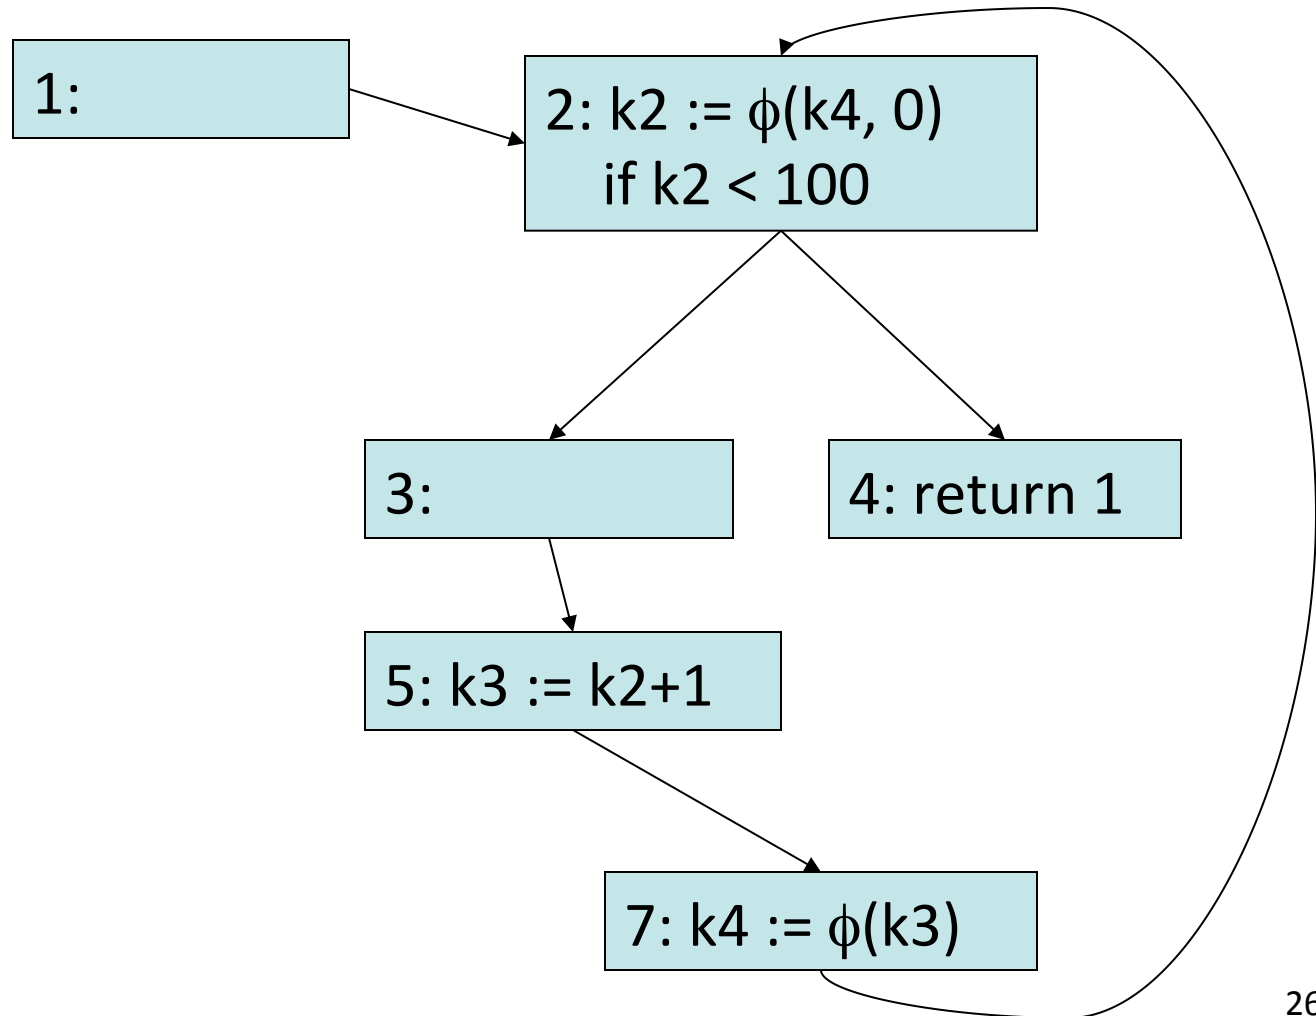 1:
2: k2 := ϕ(k4, 0)
if k2 < 100
3:
4: return 1
5: k3 := k2+1
7: k4 := ϕ(k3)
26